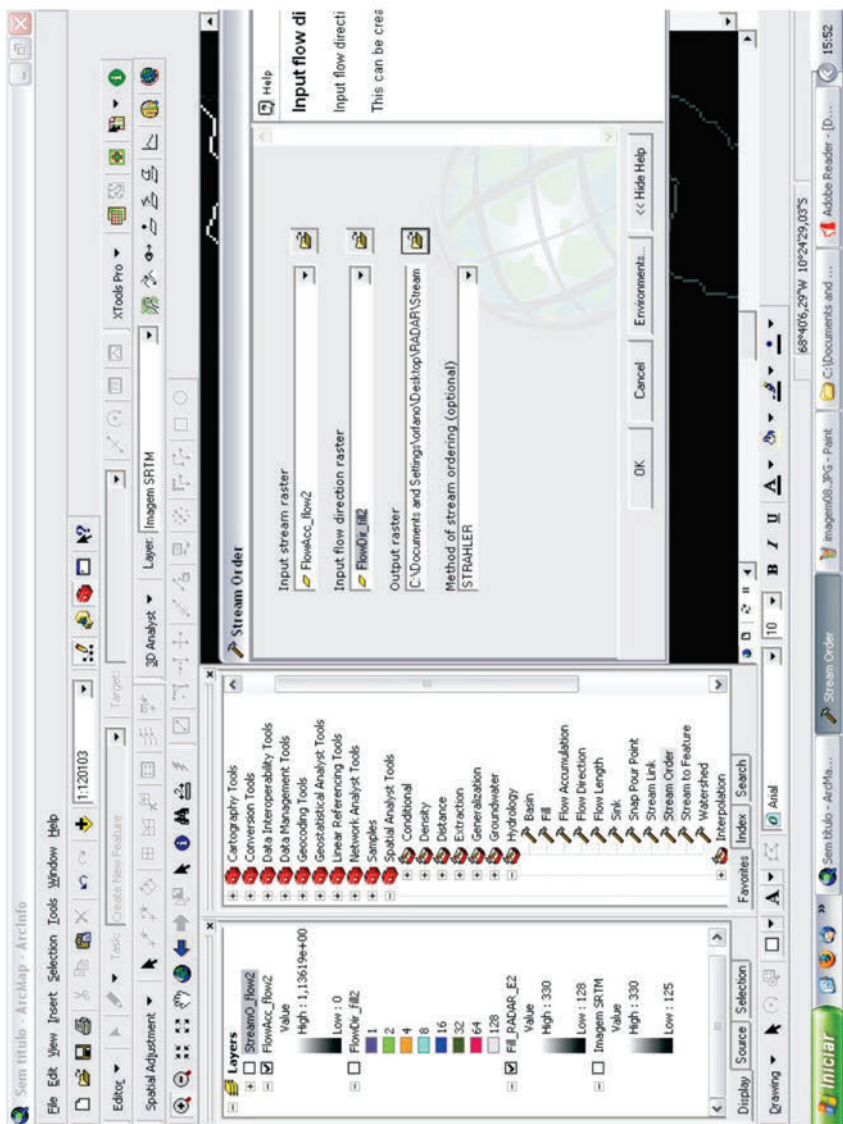 Sem título - ArcMap - ArcInfo
File Edit View Insert Selection Tools Window Help
1:120103
Editor Task: Create New Feature Target:
XTools Pro
Spatial Adjustment
3D Analyst Layer: Imagem SRTM
Layers
StreamO_flow2
FlowAcc_flow2
Value
High : 1,13619e+00
Low : 0
FlowDir_fill2
1
2
4
8
16
32
64
128
Fill_RADAR_E2
Value
High : 330
Low : 128
Imagem SRTM
Value
High : 330
Low : 125
Display Source Selection
Cartography Tools
Conversion Tools
Data Interoperability Tools
Data Management Tools
Geocoding Tools
Geostatistical Analyst Tools
Linear Referencing Tools
Network Analyst Tools
Samples
Spatial Analyst Tools
Conditional
Density
Distance
Extraction
Generalization
Groundwater
Hydrology
Basin
Fill
Flow Accumulation
Flow Direction
Flow Length
Sink
Snap Pour Point
Stream Link
Stream Order
Stream to Feature
Watershed
Interpolation
Favorites Index Search
Stream Order
Input stream raster
FlowAcc_flow2
Input flow direction raster
FlowDir_fill2
Output raster
C:\Documents and Settings\orfano\Desktop\RADAR\Stream
Method of stream ordering (optional)
STRAHLER
OK Cancel Environments... << Hide Help
Help
Input flow di
Input flow directi
This can be crea
Drawing A Arial 10 B I U A
68°40'6,29"W 10°24'29,03"S
Iniciar » Sem título - ArcMa... Stream Order Imagem08.JPG - Paint C:\Documents and ... Adobe Reader - [D... 15:52